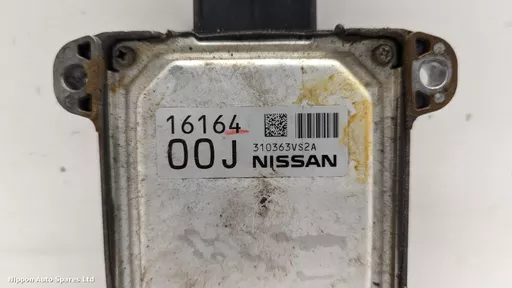 16164
310363VS2A
00J NISSAN
Nippon Auto Spares Ltd